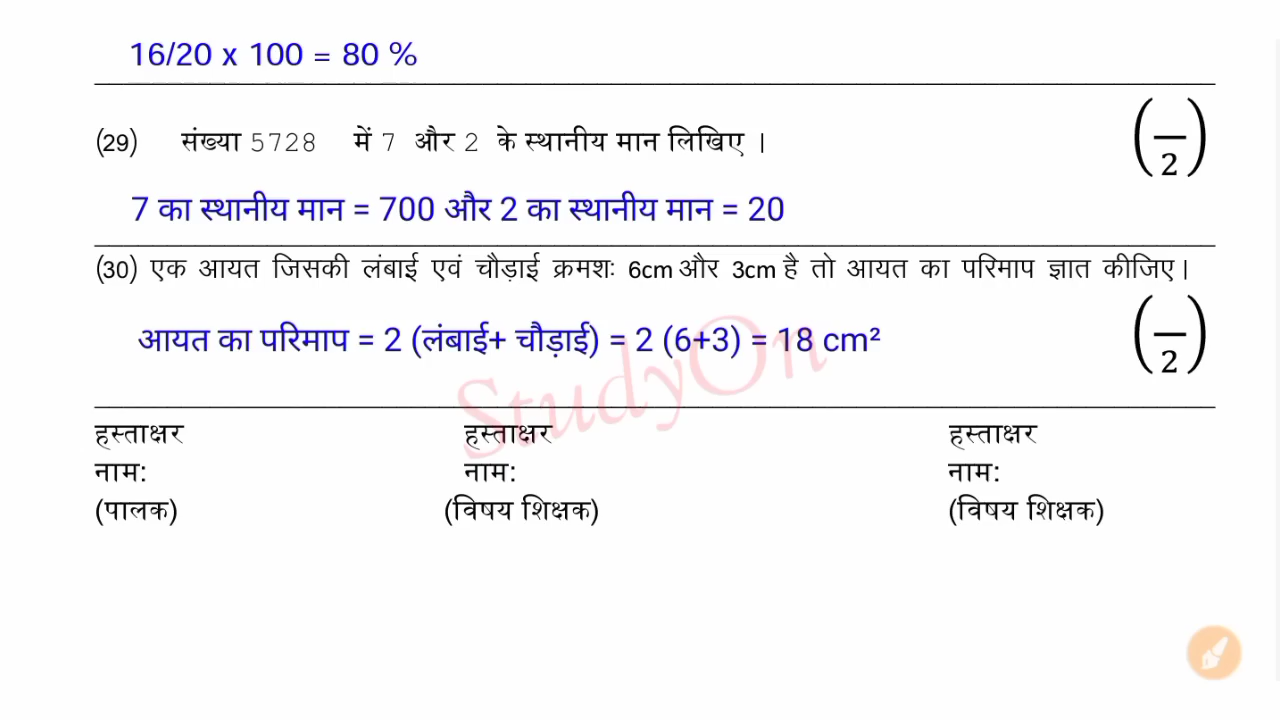 16/20 x 100 = 80 %
(29) संख्या 5728 में 7 और 2 के स्थानीय मान लिखिए ।
(—/2)
7 का स्थानीय मान = 700 और 2 का स्थानीय मान = 20
(30) एक आयत जिसकी लंबाई एवं चौड़ाई क्रमशः 6cm और 3cm है तो आयत का परिमाप ज्ञात कीजिए।
आयत का परिमाप = 2 (लंबाई+ चौड़ाई) = 2 (6+3) = 18 cm²
(—/2)
StudyOn
हस्ताक्षर हस्ताक्षर हस्ताक्षर
नाम: नाम: नाम:
(पालक) (विषय शिक्षक) (विषय शिक्षक)